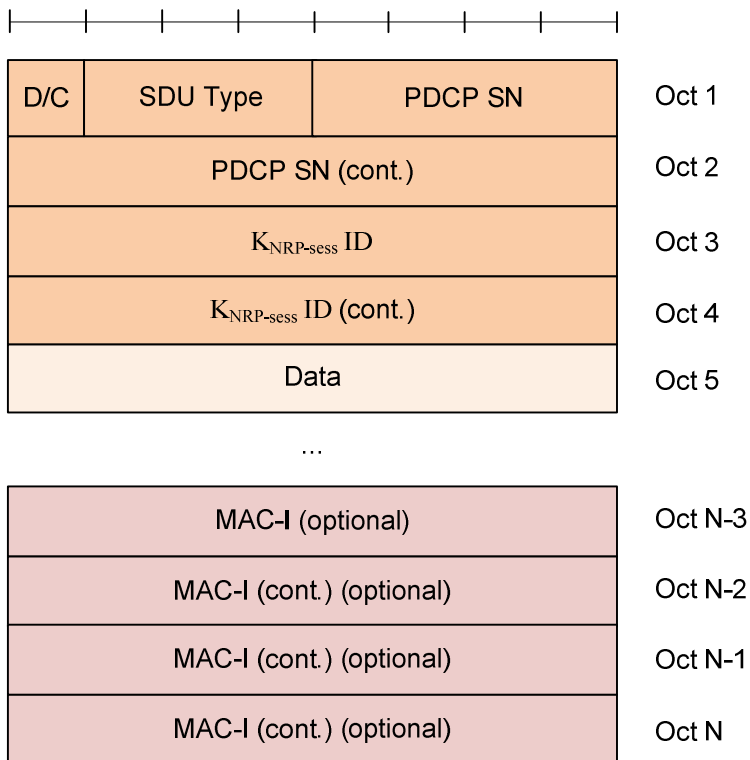 D/C SDU Type PDCP SN Oct 1
PDCP SN (cont.) Oct 2
KNRP-sess ID Oct 3
KNRP-sess ID (cont.) Oct 4
Data Oct 5
...
MAC-I (optional) Oct N-3
MAC-I (cont.) (optional) Oct N-2
MAC-I (cont.) (optional) Oct N-1
MAC-I (cont.) (optional) Oct N